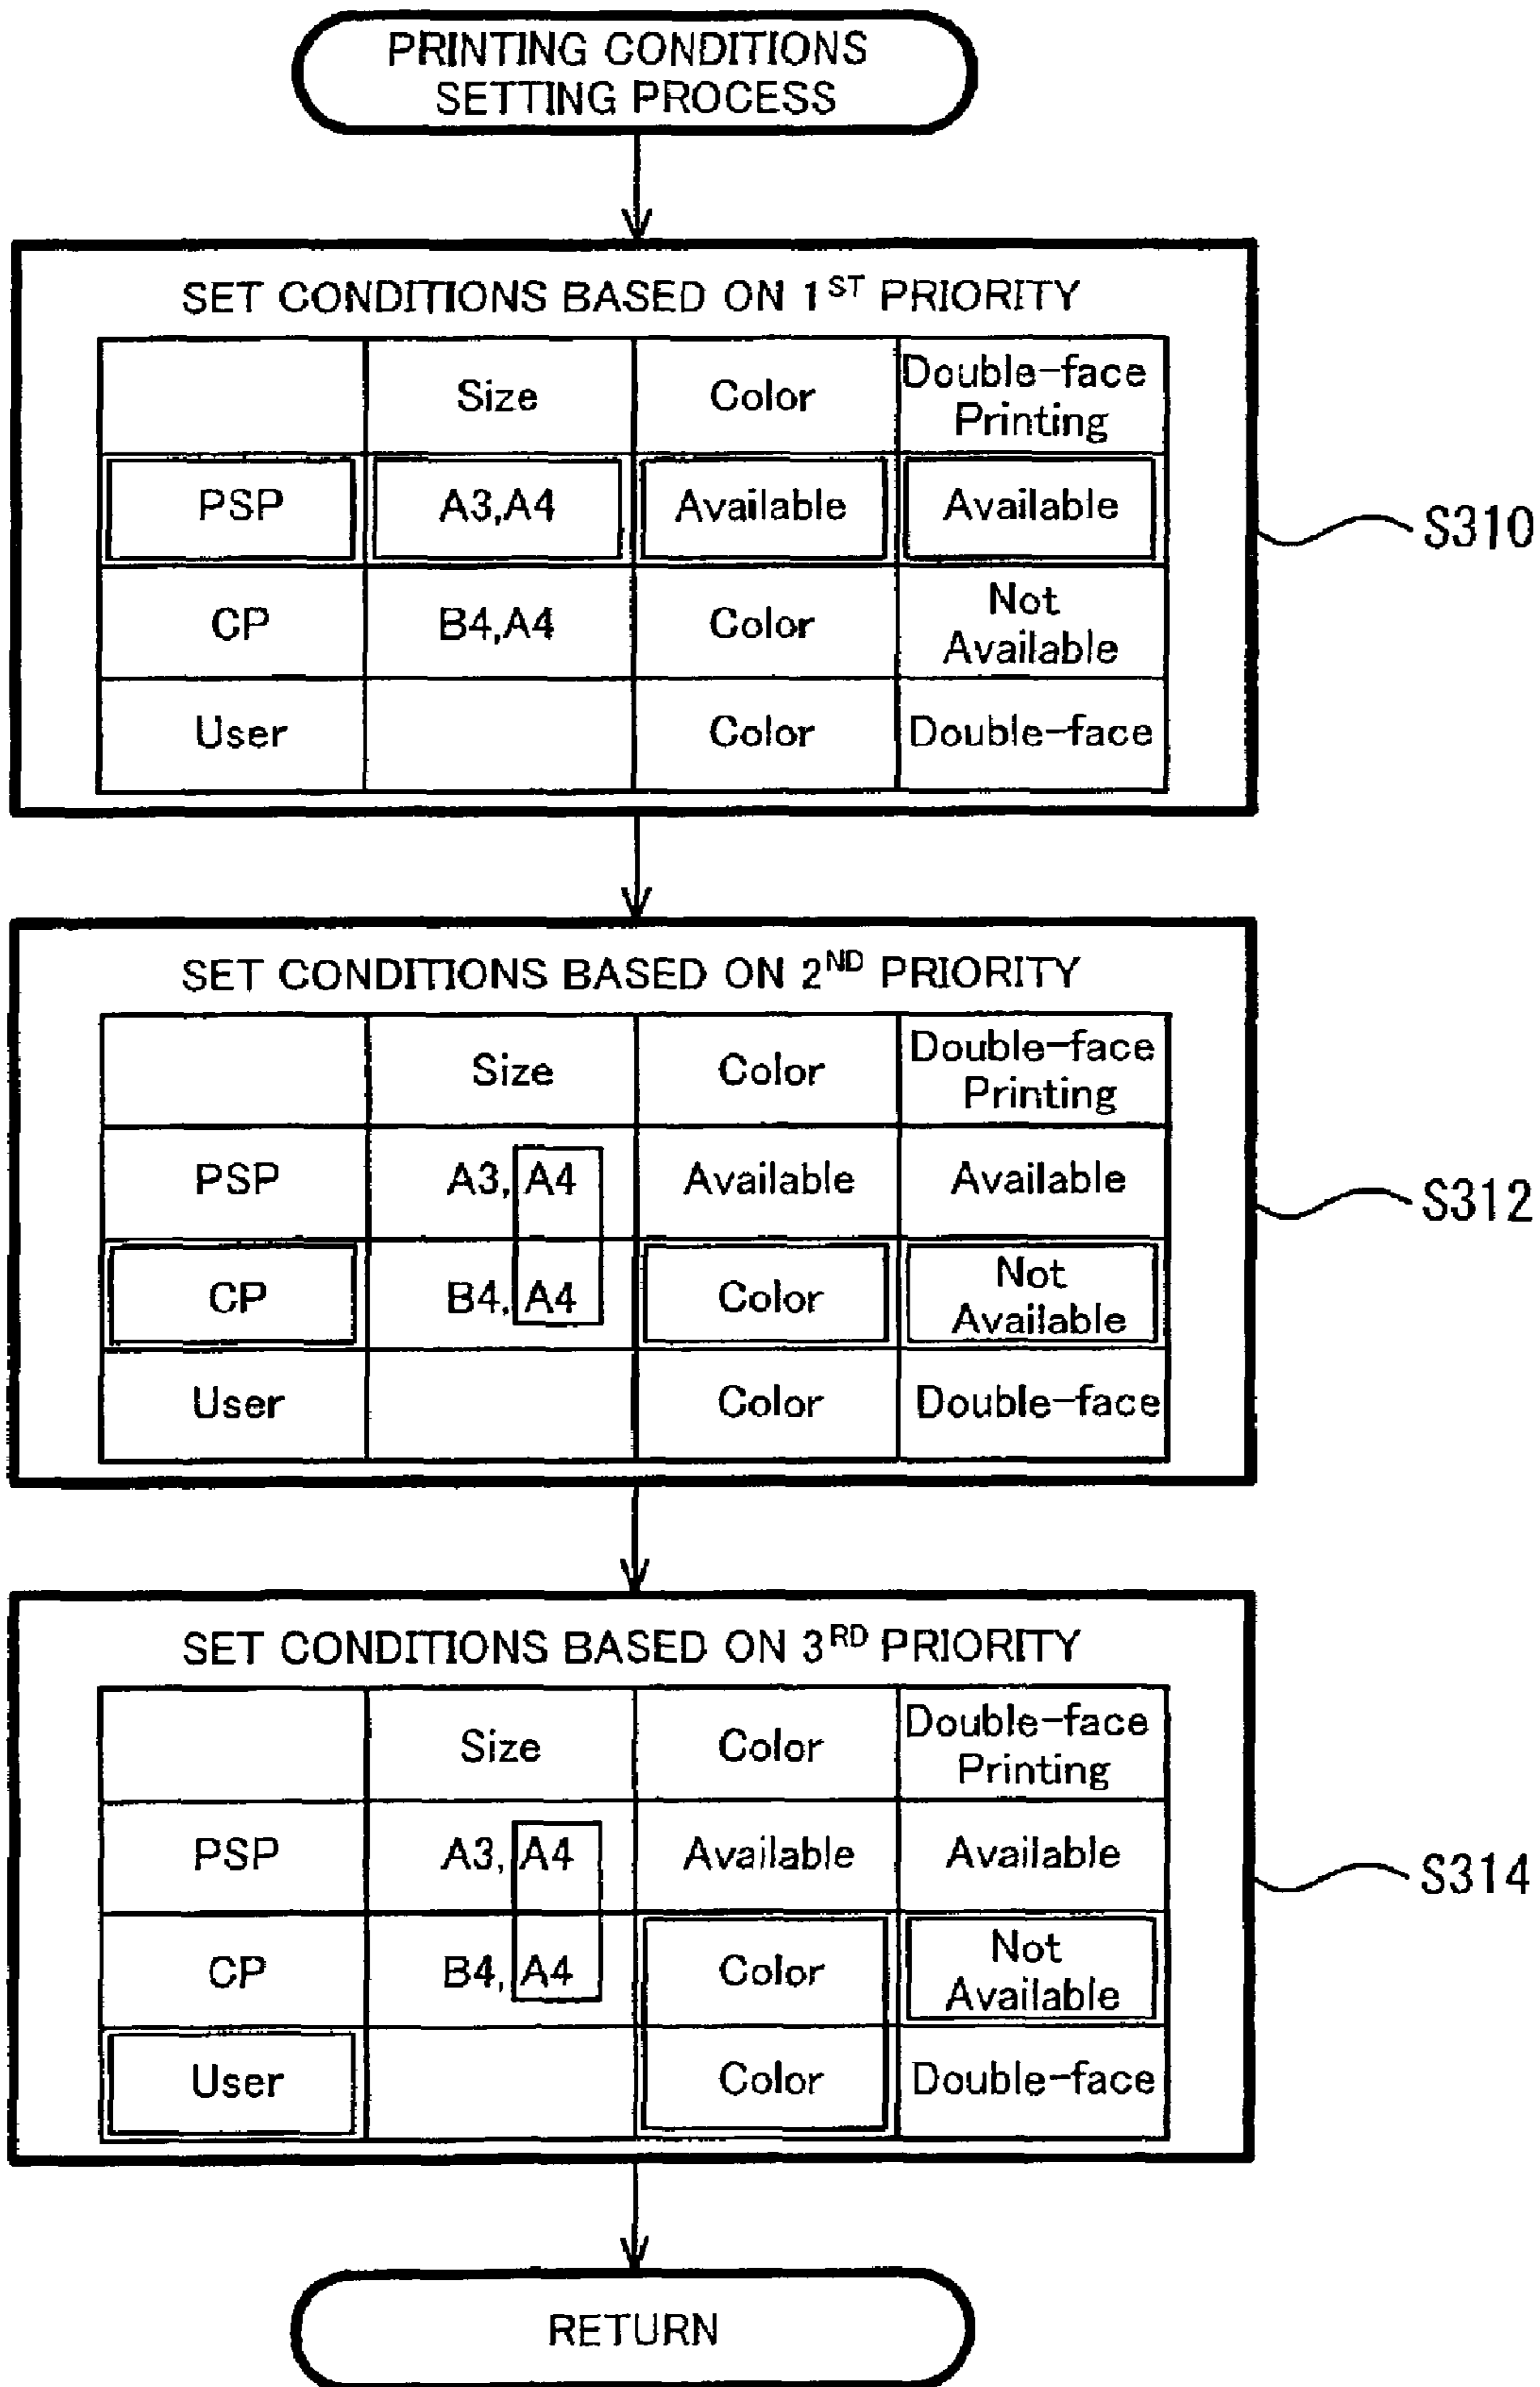 PRINTING CONDITIONS
SETTING PROCESS
SET CONDITIONS BASED ON 1ST PRIORITY
Size Color Double-face Printing
PSP A3,A4 Available Available
CP B4,A4 Color Not Available
User Color Double-face
S310
SET CONDITIONS BASED ON 2ND PRIORITY
Size Color Double-face Printing
PSP A3, A4 Available Available
CP B4, A4 Color Not Available
User Color Double-face
S312
SET CONDITIONS BASED ON 3RD PRIORITY
Size Color Double-face Printing
PSP A3, A4 Available Available
CP B4, A4 Color Not Available
User Color Double-face
S314
RETURN